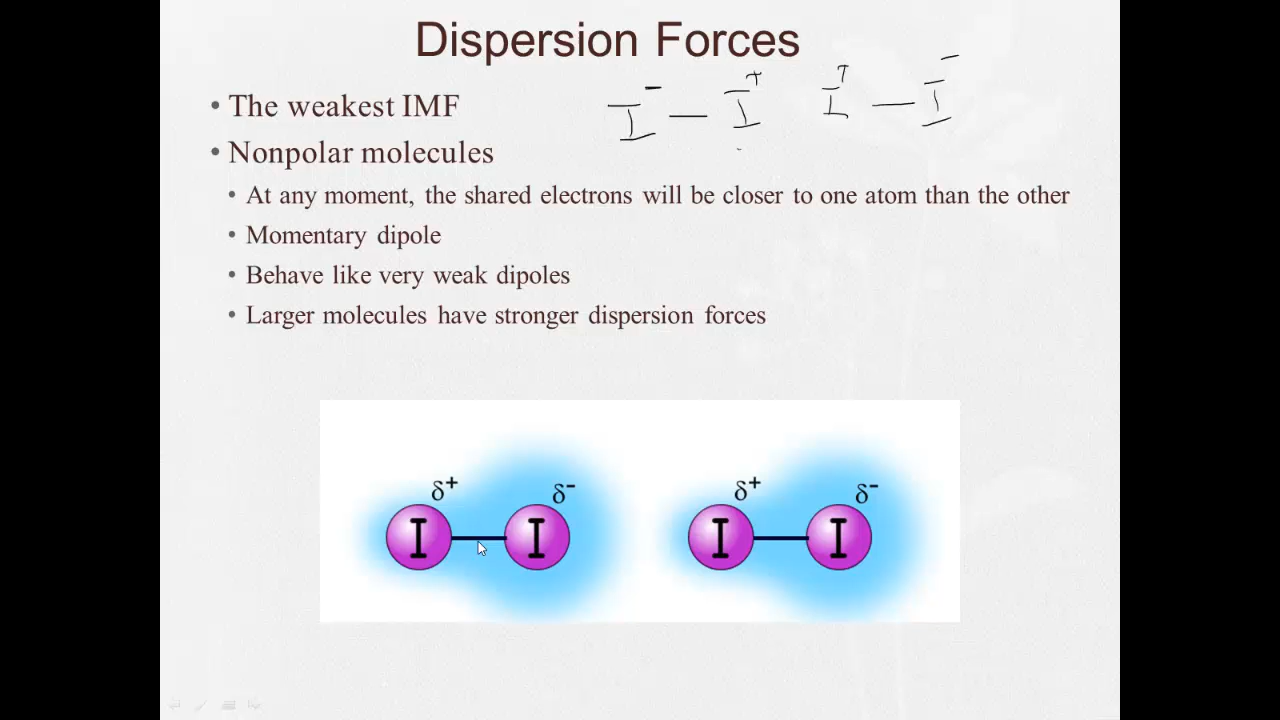 Dispersion Forces
• The weakest IMF
I⁻ — I⁺ I⁺ — I⁻
• Nonpolar molecules
• At any moment, the shared electrons will be closer to one atom than the other
• Momentary dipole
• Behave like very weak dipoles
• Larger molecules have stronger dispersion forces
δ⁺ δ⁻ δ⁺ δ⁻
I I I I